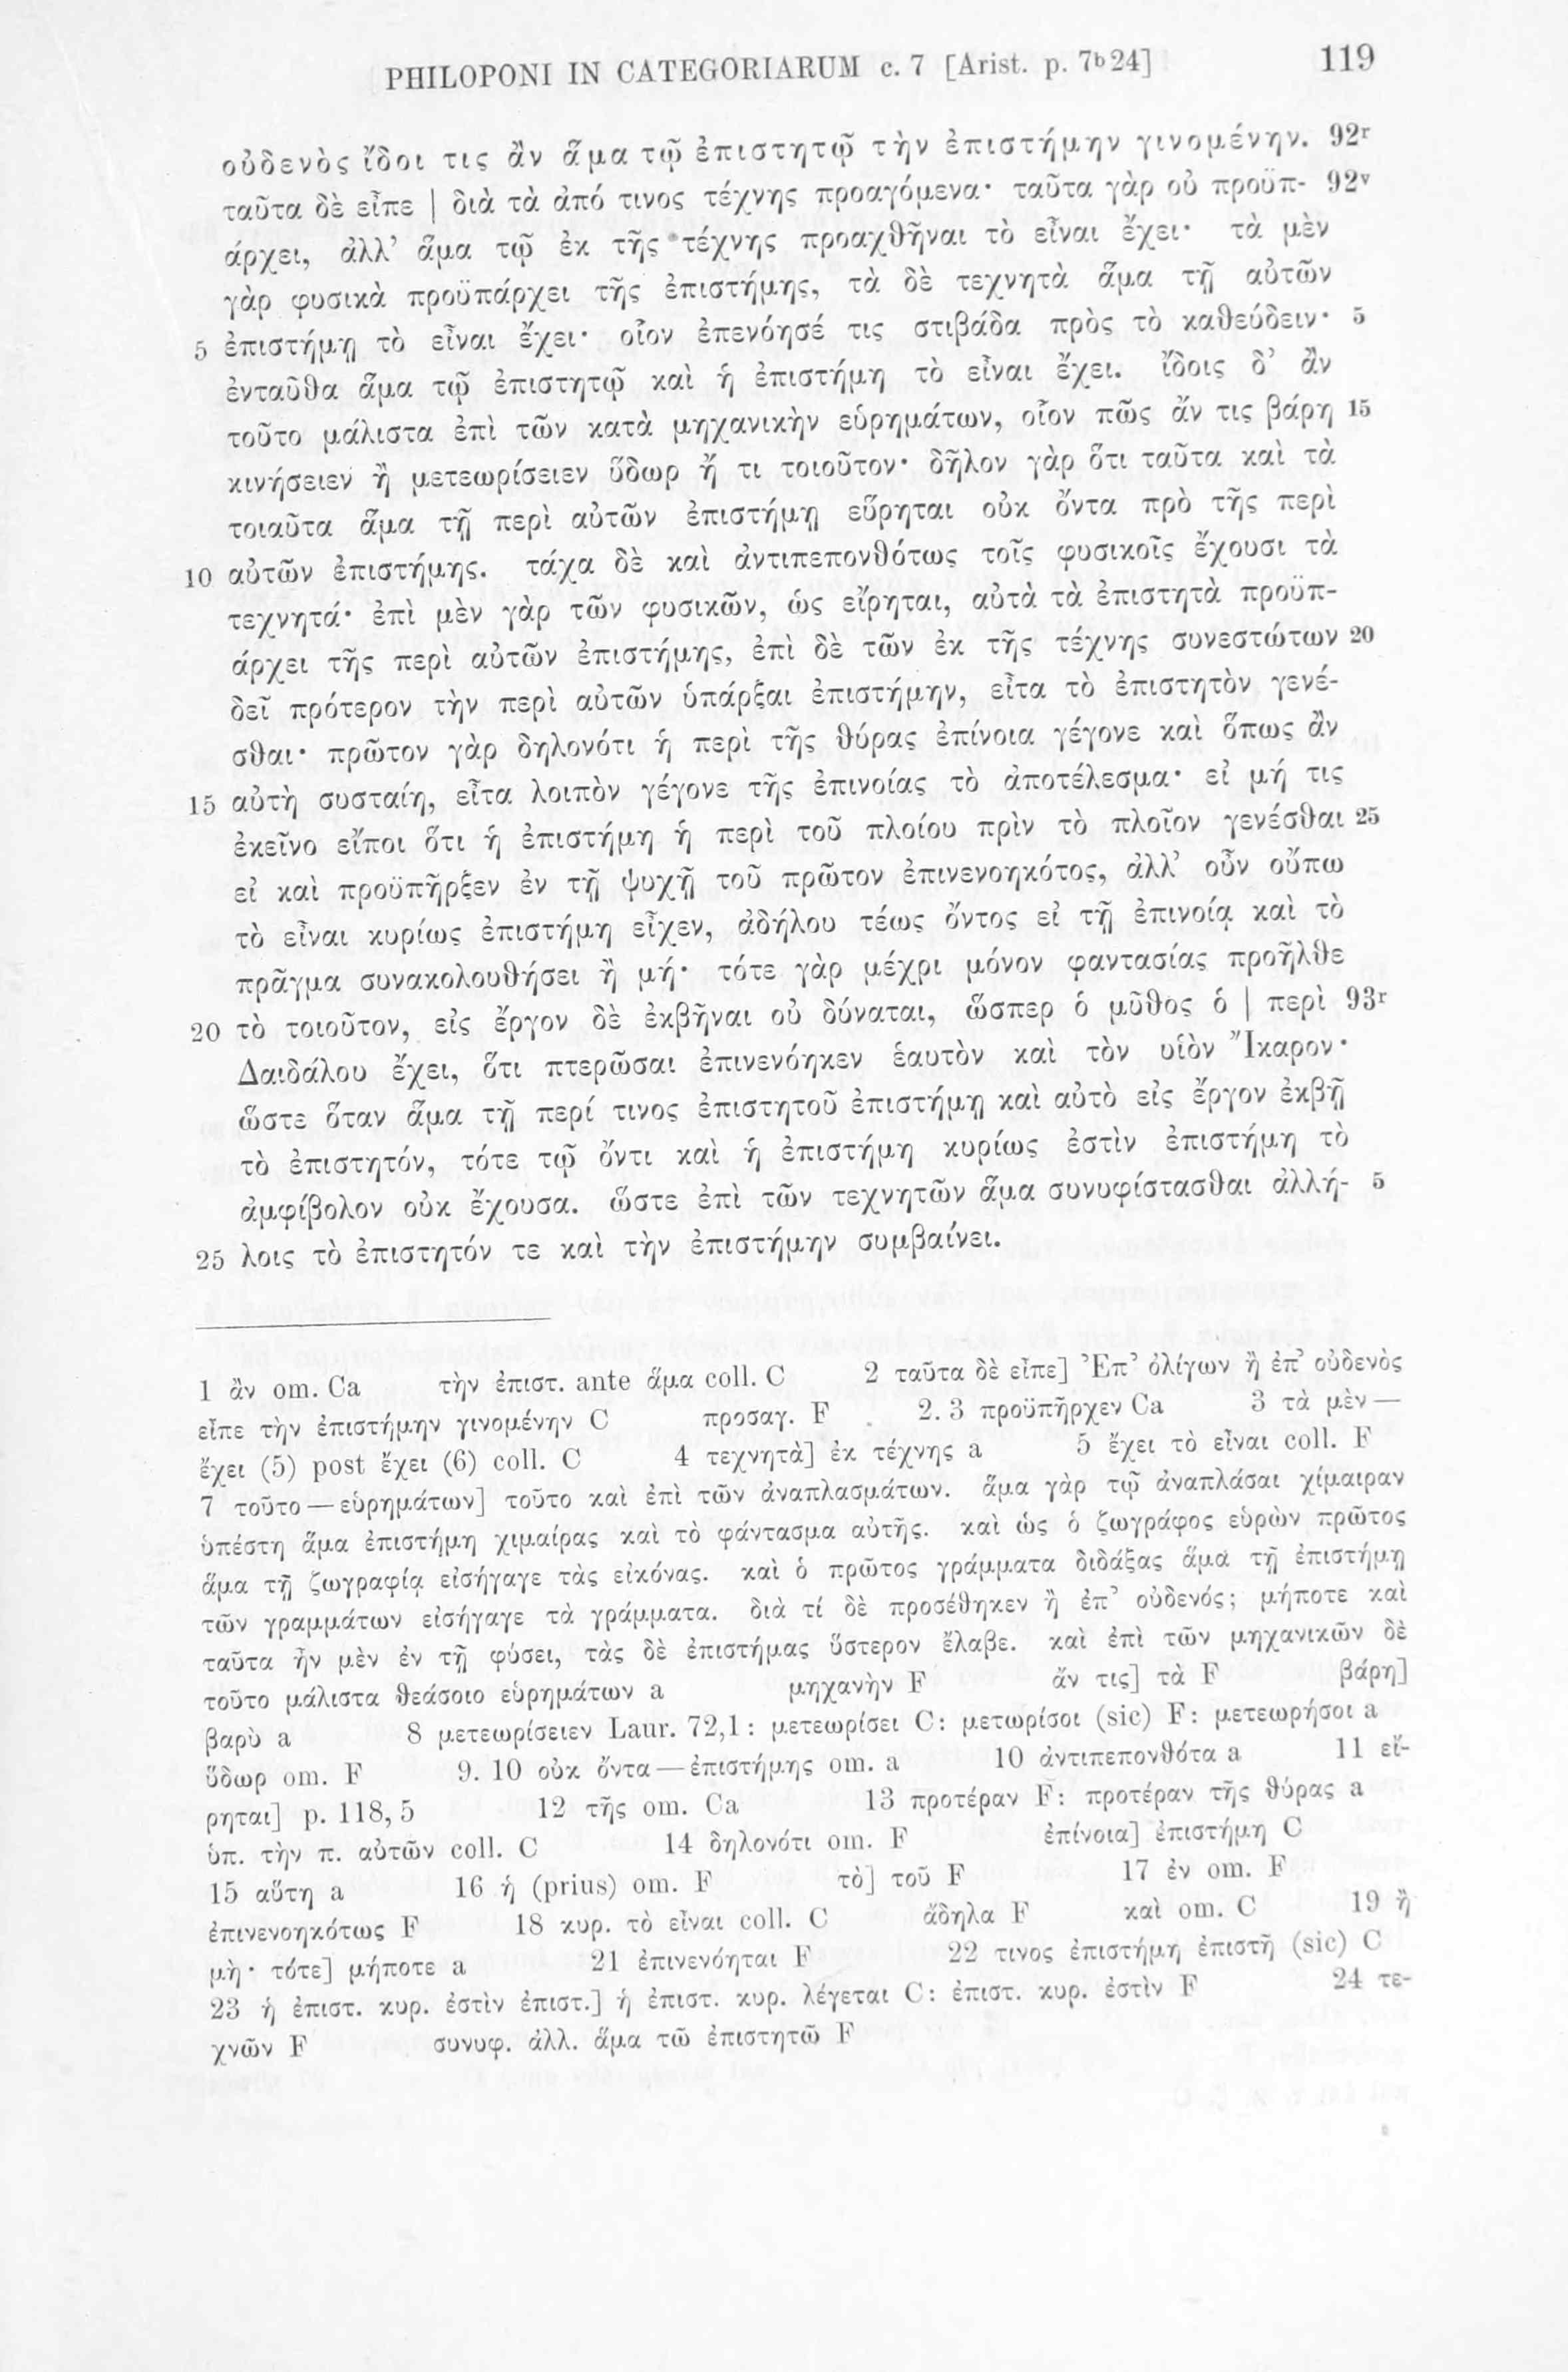 PHILOPONI IN CATEGORIARUM c. 7 [Arist. p. 7b24] 119
οὐδενὸς ἴδοι τις ἂν ἅμα τῷ ἐπιστητῷ τὴν ἐπιστήμην γινομένην. 92r
ταῦτα δὲ εἶπε | διὰ τὰ ἀπό τινος τέχνης προαγόμενα· ταῦτα γὰρ οὐ προϋπ- 92v
άρχει, ἀλλ’ ἅμα τῷ ἐκ τῆς τέχνης προαχθῆναι τὸ εἶναι ἔχει· τὰ μὲν
γὰρ φυσικὰ προϋπάρχει τῆς ἐπιστήμης, τὰ δὲ τεχνητὰ ἅμα τῇ αὐτῶν
5 ἐπιστήμῃ τὸ εἶναι ἔχει· οἷον ἐπενόησέ τις στιβάδα πρὸς τὸ καθεύδειν· 5
ἐνταῦθα ἅμα τῷ ἐπιστητῷ καὶ ἡ ἐπιστήμη τὸ εἶναι ἔχει. ἴδοις δ’ ἂν
τοῦτο μάλιστα ἐπὶ τῶν κατὰ μηχανικὴν εὑρημάτων, οἷον πῶς ἄν τις βάρη 15
κινήσειεν ἢ μετεωρίσειεν ὕδωρ ἤ τι τοιοῦτον· δῆλον γὰρ ὅτι ταῦτα καὶ τὰ
τοιαῦτα ἅμα τῇ περὶ αὐτῶν ἐπιστήμῃ εὕρηται οὐκ ὄντα πρὸ τῆς περὶ
10 αὐτῶν ἐπιστήμης. τάχα δὲ καὶ ἀντιπεπονθότως τοῖς φυσικοῖς ἔχουσι τὰ
τεχνητά· ἐπὶ μὲν γὰρ τῶν φυσικῶν, ὡς εἴρηται, αὐτὰ τὰ ἐπιστητὰ προϋπ-
άρχει τῆς περὶ αὐτῶν ἐπιστήμης, ἐπὶ δὲ τῶν ἐκ τῆς τέχνης συνεστώτων 20
δεῖ πρότερον τὴν περὶ αὐτῶν ὑπάρξαι ἐπιστήμην, εἶτα τὸ ἐπιστητὸν γενέ-
σθαι· πρῶτον γὰρ δηλονότι ἡ περὶ τῆς θύρας ἐπίνοια γέγονε καὶ ὅπως ἂν
15 αὐτὴ συσταίη, εἶτα λοιπὸν γέγονε τῆς ἐπινοίας τὸ ἀποτέλεσμα· εἰ μή τις
ἐκεῖνο εἴποι ὅτι ἡ ἐπιστήμη ἡ περὶ τοῦ πλοίου πρὶν τὸ πλοῖον γενέσθαι 25
εἰ καὶ προϋπῆρξεν ἐν τῇ ψυχῇ τοῦ πρῶτον ἐπινενοηκότος, ἀλλ’ οὖν οὔπω
τὸ εἶναι κυρίως ἐπιστήμη εἶχεν, ἀδήλου τέως ὄντος εἰ τῇ ἐπινοίᾳ καὶ τὸ
πρᾶγμα συνακολουθήσει ἢ μή· τότε γὰρ μέχρι μόνον φαντασίας προῆλθε
20 τὸ τοιοῦτον, εἰς ἔργον δὲ ἐκβῆναι οὐ δύναται, ὥσπερ ὁ μῦθος ὁ | περὶ 93r
Δαιδάλου ἔχει, ὅτι πτερῶσαι ἐπινενόηκεν ἑαυτὸν καὶ τὸν υἱὸν Ἴκαρον·
ὥστε ὅταν ἅμα τῇ περί τινος ἐπιστητοῦ ἐπιστήμῃ καὶ αὐτὸ εἰς ἔργον ἐκβῇ
τὸ ἐπιστητόν, τότε τῷ ὄντι καὶ ἡ ἐπιστήμη κυρίως ἐστὶν ἐπιστήμη τὸ
ἀμφίβολον οὐκ ἔχουσα. ὥστε ἐπὶ τῶν τεχνητῶν ἅμα συνυφίστασθαι ἀλλή- 5
25 λοις τὸ ἐπιστητόν τε καὶ τὴν ἐπιστήμην συμβαίνει.
1 ἂν om. Ca τὴν ἐπιστ. ante ἅμα coll. C 2 ταῦτα δὲ εἶπε] Ἐπ’ ὀλίγων ἢ ἐπ’ οὐδενὸς
εἶπε τὴν ἐπιστήμην γινομένην C προσαγ. F 2. 3 προϋπῆρχεν Ca 3 τὰ μὲν —
ἔχει (5) post ἔχει (6) coll. C 4 τεχνητὰ] ἐκ τέχνης a 5 ἔχει τὸ εἶναι coll. F
7 τοῦτο — εὑρημάτων] τοῦτο καὶ ἐπὶ τῶν ἀναπλασμάτων. ἅμα γὰρ τῷ ἀναπλάσαι χίμαιραν
ὑπέστη ἅμα ἐπιστήμη χιμαίρας καὶ τὸ φάντασμα αὐτῆς. καὶ ὡς ὁ ζωγράφος εὑρὼν πρῶτος
ἅμα τῇ ζωγραφίᾳ εἰσήγαγε τὰς εἰκόνας. καὶ ὁ πρῶτος γράμματα διδάξας ἅμα τῇ ἐπιστήμῃ
τῶν γραμμάτων εἰσήγαγε τὰ γράμματα. διὰ τί δὲ προσέθηκεν ἢ ἐπ’ οὐδενός; μήποτε καὶ
ταῦτα ἦν μὲν ἐν τῇ φύσει, τὰς δὲ ἐπιστήμας ὕστερον ἔλαβε. καὶ ἐπὶ τῶν μηχανικῶν δὲ
τοῦτο μάλιστα θεάσοιο εὑρημάτων a μηχανὴν F ἄν τις] τὰ F βάρη]
βαρὺ a 8 μετεωρίσειεν Laur. 72,1: μετεωρίσει C: μετωρίσοι (sic) F: μετεωρήσοι a
ὕδωρ om. F 9. 10 οὐκ ὄντα — ἐπιστήμης om. a 10 ἀντιπεπονθότα a 11 εἴ-
ρηται] p. 118, 5 12 τῆς om. Ca 13 προτέραν F: προτέραν τῆς θύρας a
ὑπ. τὴν π. αὐτῶν coll. C 14 δηλονότι om. F ἐπίνοια] ἐπιστήμη C
15 αὕτη a 16 ἡ (prius) om. F τὸ] τοῦ F 17 ἐν om. F
ἐπινενοηκότως F 18 κυρ. τὸ εἶναι coll. C ἄδηλα F καὶ om. C 19 ἢ
μὴ· τότε] μήποτε a 21 ἐπινενόηται F 22 τινος ἐπιστήμη ἐπιστῆ (sic) C
23 ἡ ἐπιστ. κυρ. ἐστὶν ἐπιστ.] ἡ ἐπιστ. κυρ. λέγεται C: ἐπιστ. κυρ. ἐστὶν F 24 τε-
χνῶν F συνυφ. ἀλλ. ἅμα τῶ ἐπιστητῶ F